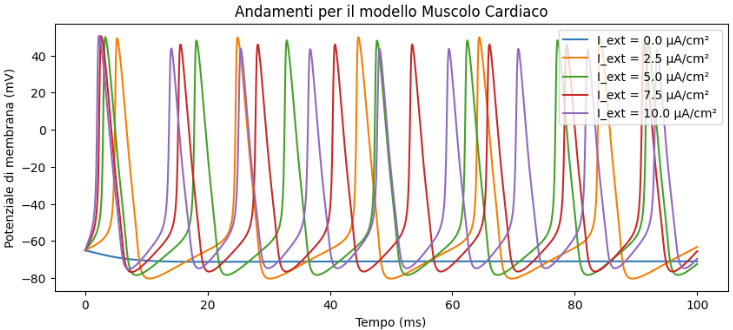 Andamenti per il modello Muscolo Cardiaco
Potenziale di membrana (mV)
40
20
0
−20
−40
−60
−80
I_ext = 0.0 μA/cm²
I_ext = 2.5 μA/cm²
I_ext = 5.0 μA/cm²
I_ext = 7.5 μA/cm²
I_ext = 10.0 μA/cm²
0 20 40 60 80 100
Tempo (ms)